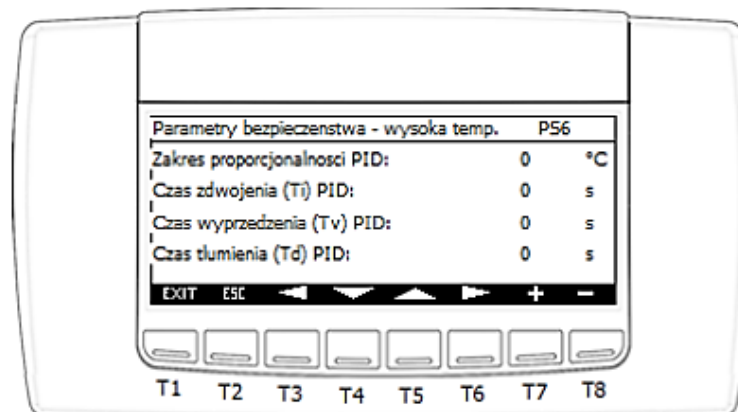 Parametry bezpieczenstwa - wysoka temp. P56
Zakres proporcjonalnosci PID: 0 °C
Czas zdwojenia (Ti) PID: 0 s
Czas wyprzedzenia (Tv) PID: 0 s
Czas tlumienia (Td) PID: 0 s
EXIT ESC + -
T1 T2 T3 T4 T5 T6 T7 T8